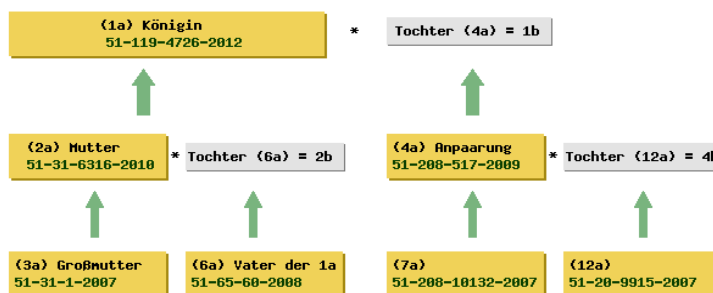 (1a) Königin * Tochter (4a) = 1b
51-119-4726-2012
(2a) Mutter * Tochter (6a) = 2b
51-31-6316-2010
(4a) Anpaarung * Tochter (12a) = 4b
51-208-517-2009
(3a) Großmutter
51-31-1-2007
(6a) Vater der 1a
51-65-60-2008
(7a)
51-208-10132-2007
(12a)
51-20-9915-2007